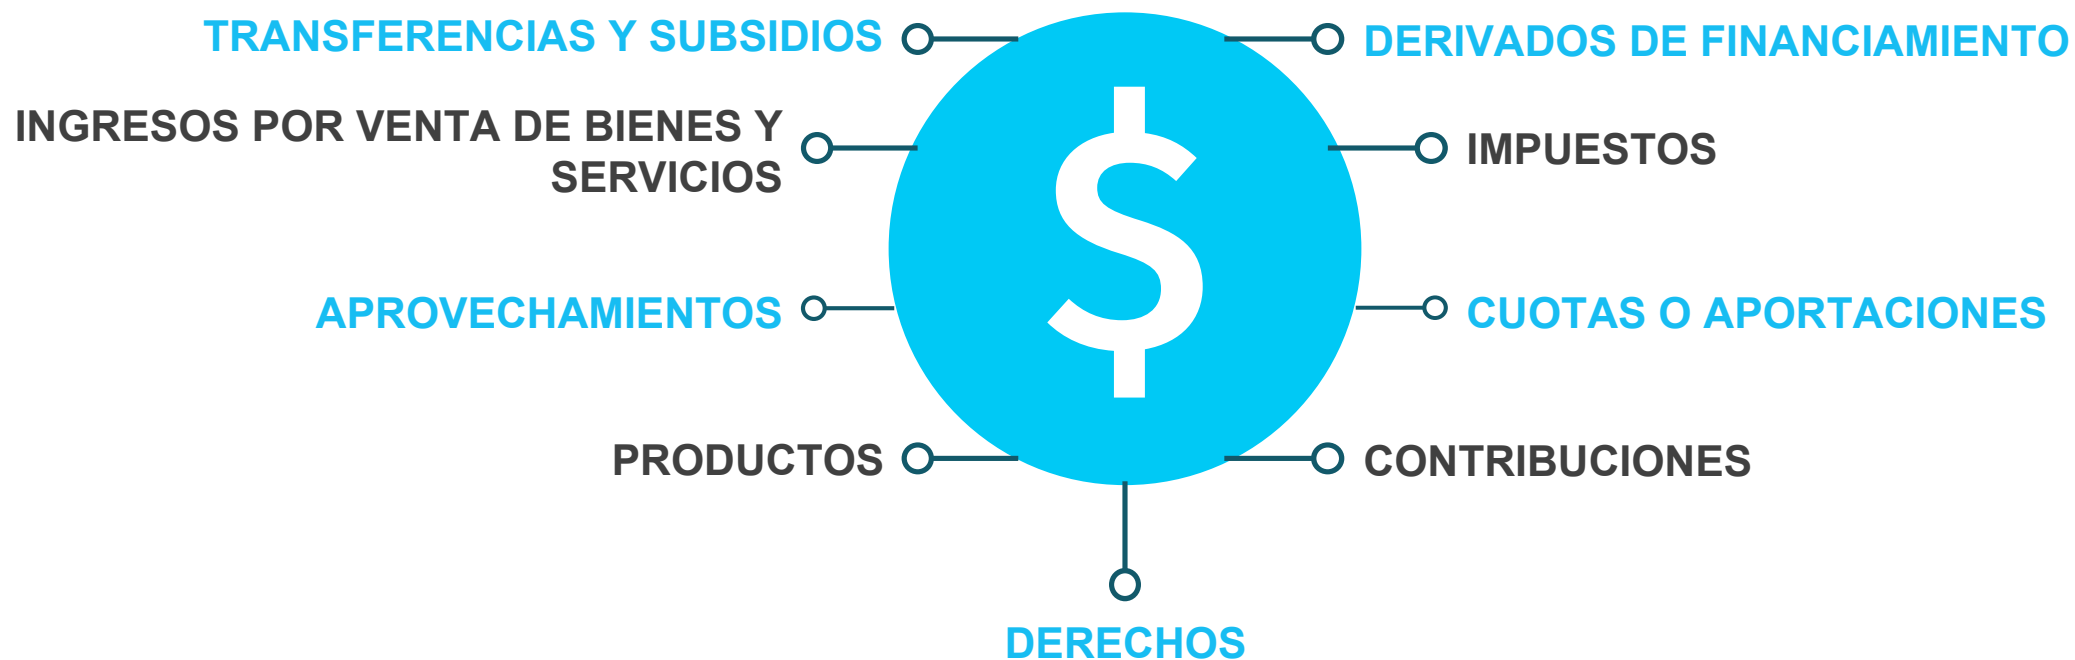 TRANSFERENCIAS Y SUBSIDIOS
DERIVADOS DE FINANCIAMIENTO
INGRESOS POR VENTA DE BIENES Y
SERVICIOS
IMPUESTOS
APROVECHAMIENTOS
CUOTAS O APORTACIONES
PRODUCTOS
CONTRIBUCIONES
DERECHOS
$